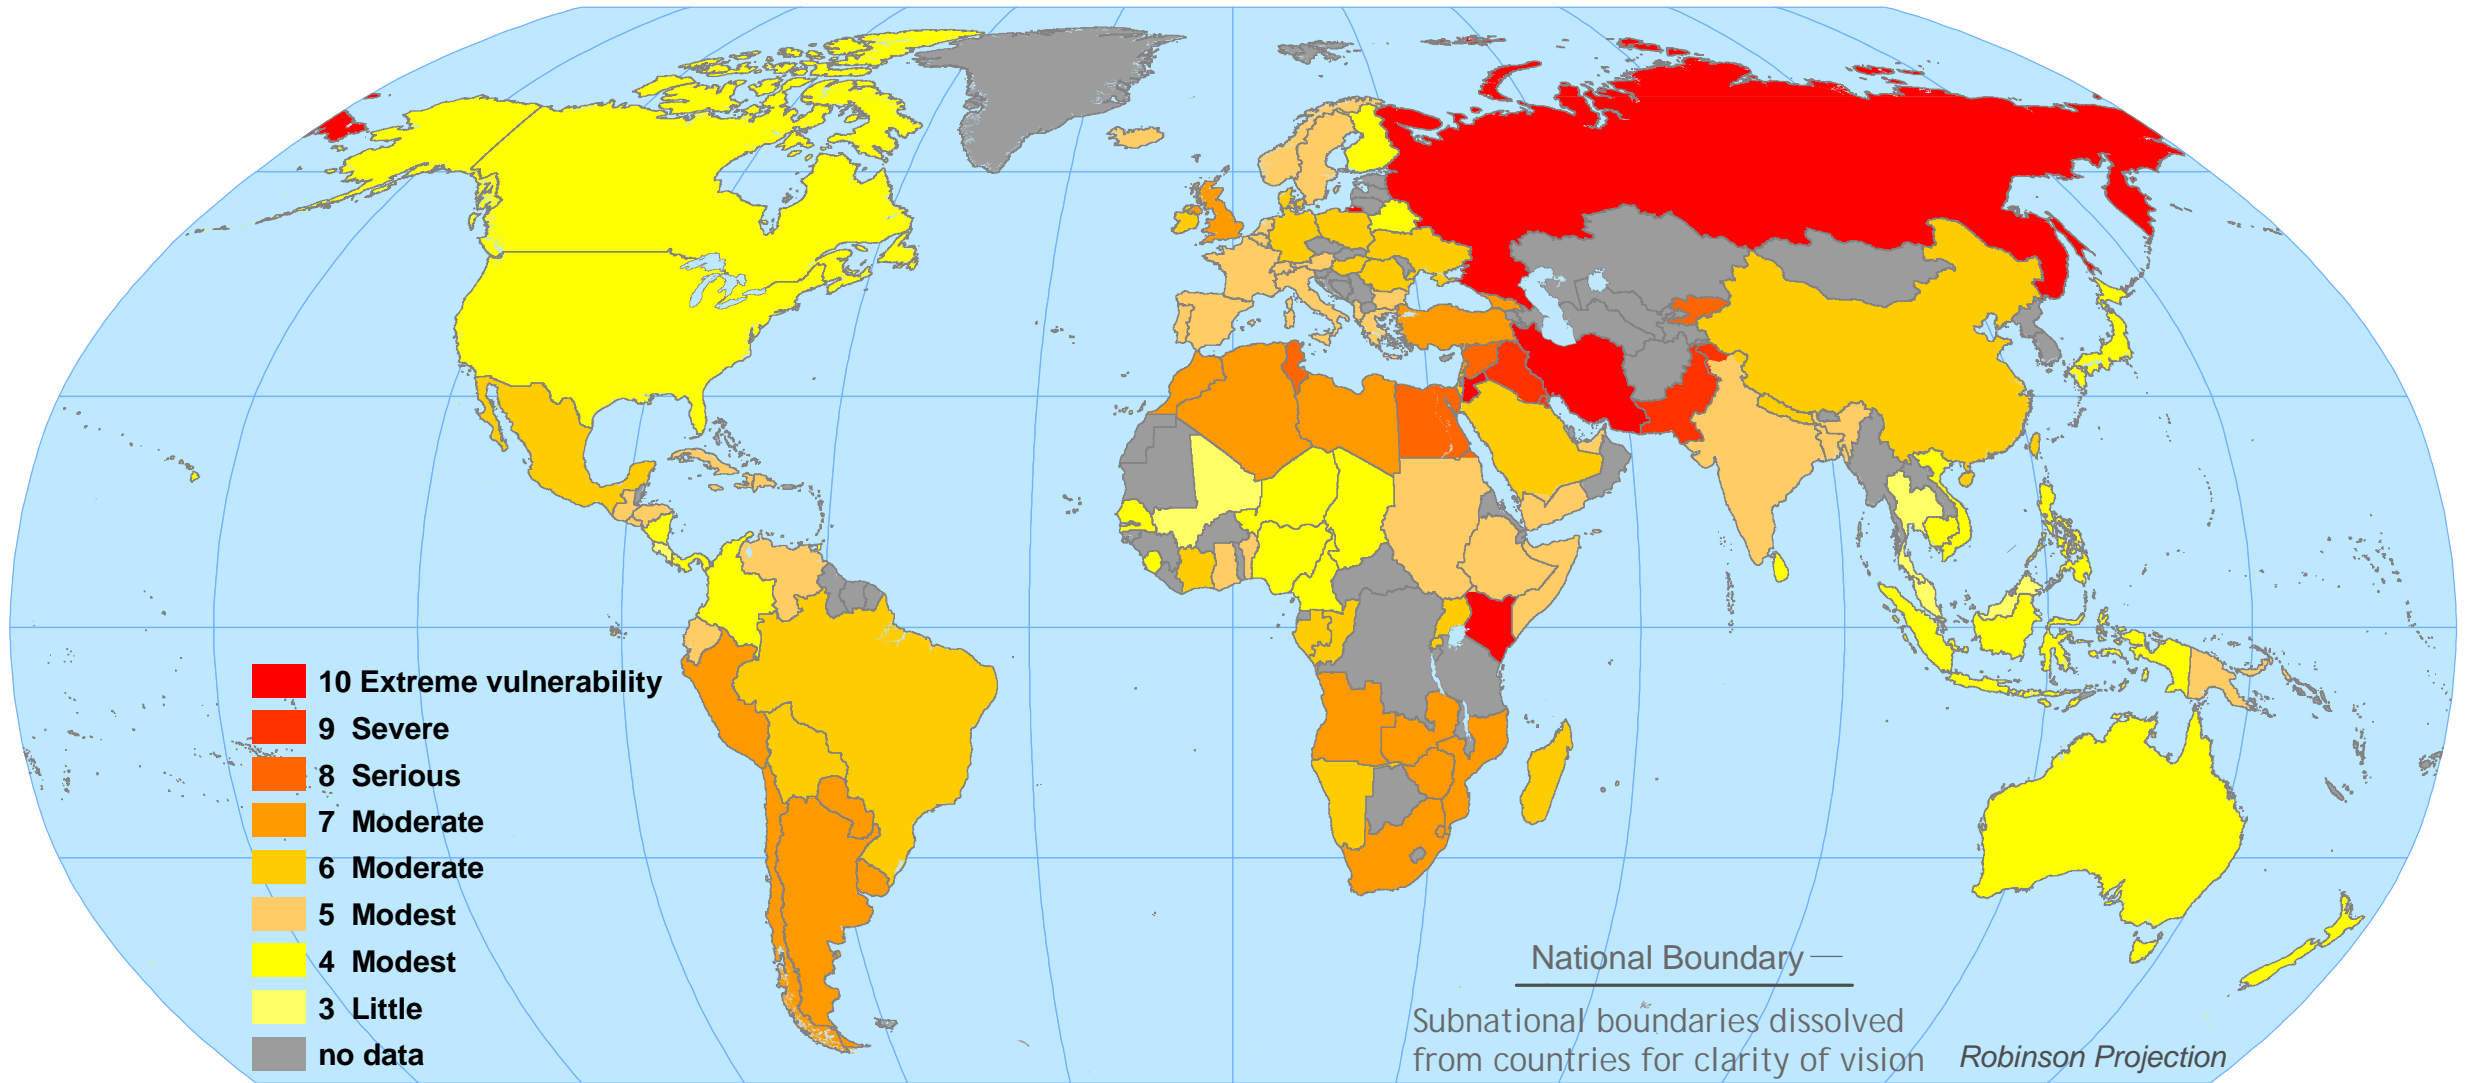 10 Extreme vulnerability
9 Severe
8 Serious
7 Moderate
6 Moderate
5 Modest
4 Modest
3 Little
no data
National Boundary
Subnational boundaries dissolved
from countries for clarity of vision
Robinson Projection